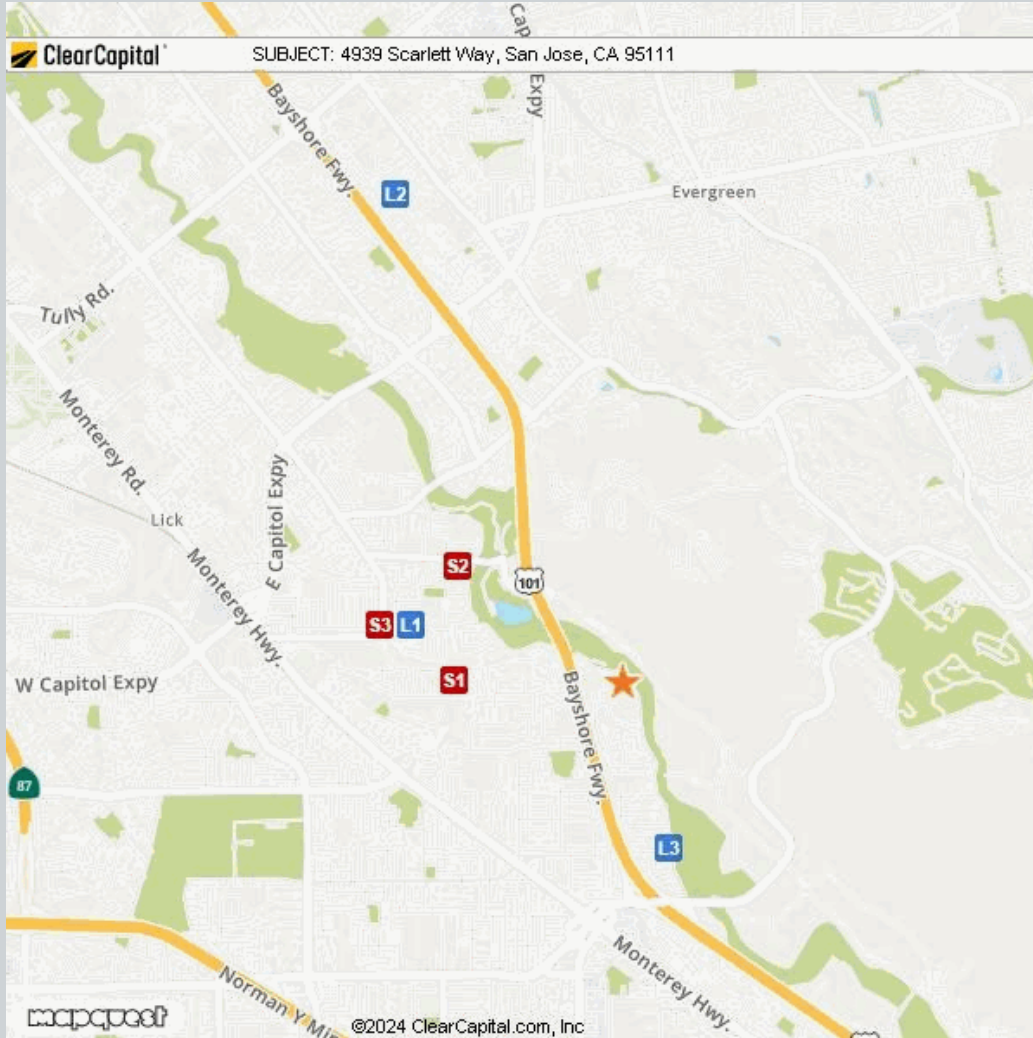 Cap
Expy
ClearCapital
SUBJECT: 4939 Scarlett Way, San Jose, CA 95111
Bayshore Fwy.
L2
Evergreen
Tully Rd.
Monterey Rd.
E Capitol Expy
Lick
Monterey Hwy.
S2
101
S3 L1
W Capitol Expy
S1
Bayshore Fwy.
87
L3
Monterey Hwy.
Norman Y
mapquest
©2024 ClearCapital.com, Inc